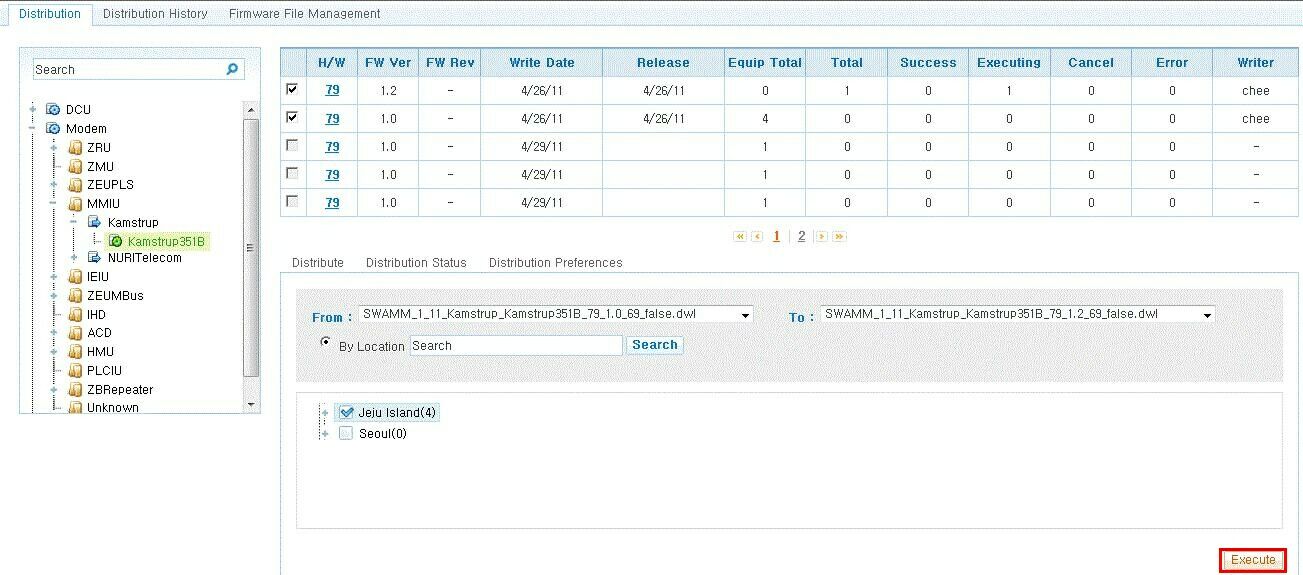 Distribution Distribution History Firmware File Management
Search
DCU
Modem
ZRU
ZMU
ZEUPLS
MMIU
Kamstrup
Kamstrup351B
NURITelecom
IEIU
ZEUMBus
IHD
ACD
HMU
PLCIU
ZBRepeater
Unknown
H/W FW Ver FW Rev Write Date Release Equip Total Total Success Executing Cancel Error Writer
79 1.2 - 4/26/11 4/26/11 0 1 0 1 0 0 chee
79 1.0 - 4/26/11 4/26/11 4 0 0 0 0 0 chee
79 1.0 - 4/29/11 1 0 0 0 0 0 -
79 1.0 - 4/29/11 1 0 0 0 0 0 -
79 1.0 - 4/29/11 1 0 0 0 0 0 -
1 | 2
Distribute Distribution Status Distribution Preferences
From : SWAMM_1_11_Kamstrup_Kamstrup351B_79_1.0_69_false.dwl To : SWAMM_1_11_Kamstrup_Kamstrup351B_79_1.2_69_false.dwl
By Location Search Search
Jeju Island(4)
Seoul(0)
Execute